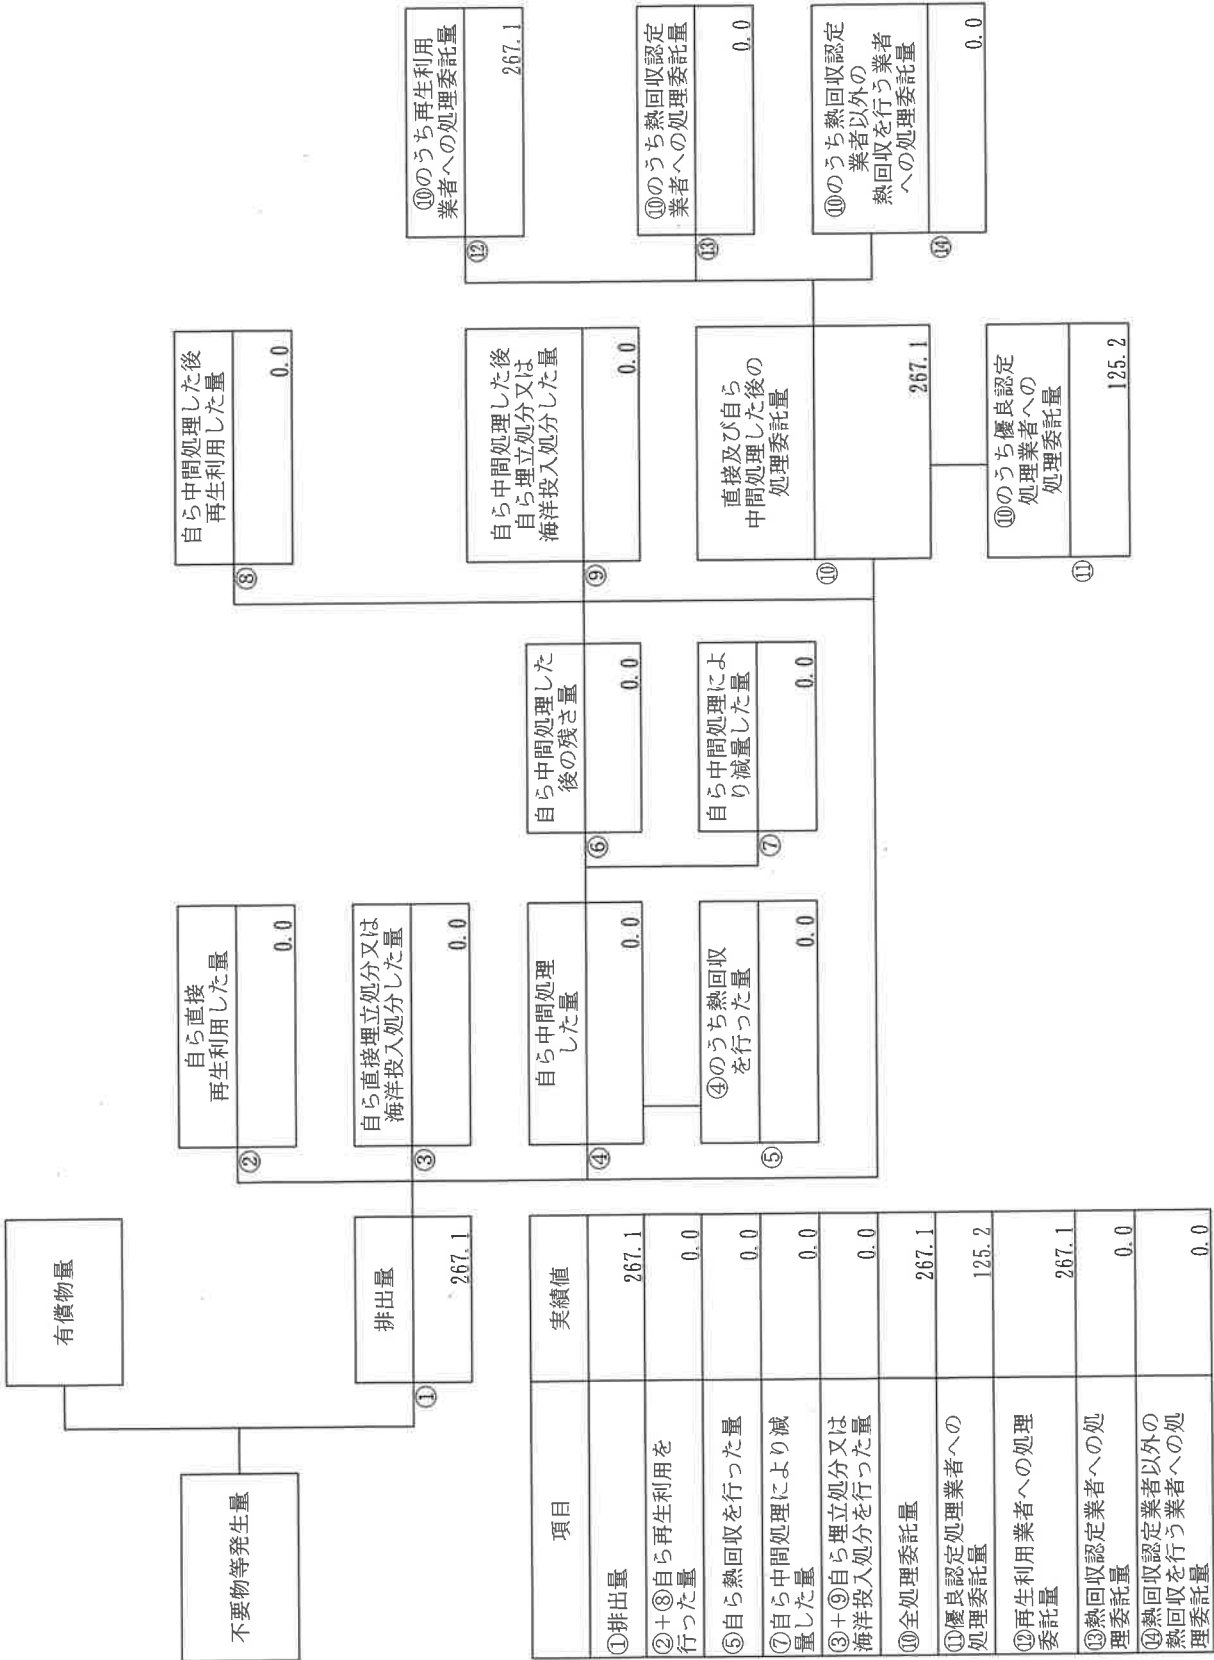 不要物等発生量
有償物量
排出量
①
267.1
自ら直接
再生利用した量
②
0.0
自ら直接埋立処分又は
海洋投入処分した量
③
0.0
自ら中間処理
した量
④
0.0
④のうち熱回収
を行った量
⑤
0.0
自ら中間処理した
後の残さ量
⑥
0.0
自ら中間処理によ
り減量した量
⑦
0.0
自ら中間処理した後
再生利用した量
⑧
0.0
自ら中間処理した後
自ら埋立処分又は
海洋投入処分した量
⑨
0.0
直接及び自ら
中間処理した後の
処理委託量
⑩
267.1
⑩のうち優良認定
処理業者への
処理委託量
⑪
125.2
⑩のうち再生利用
業者への処理委託量
⑫
267.1
⑩のうち熱回収認定
業者への処理委託量
⑬
0.0
⑩のうち熱回収認定
業者以外の
熱回収を行う業者
への処理委託量
⑭
0.0
項目
実績値
①排出量
267.1
②+⑧自ら再生利用を
行った量
0.0
⑤自ら熱回収を行った量
0.0
⑦自ら中間処理により減
量した量
0.0
③+⑨自ら埋立処分又は
海洋投入処分を行った量
0.0
⑩全処理委託量
267.1
⑪優良認定処理業者への
処理委託量
125.2
⑫再生利用業者への処理
委託量
267.1
⑬熱回収認定業者への処
理委託量
0.0
⑭熱回収認定業者以外の
熱回収を行う業者への処
理委託量
0.0